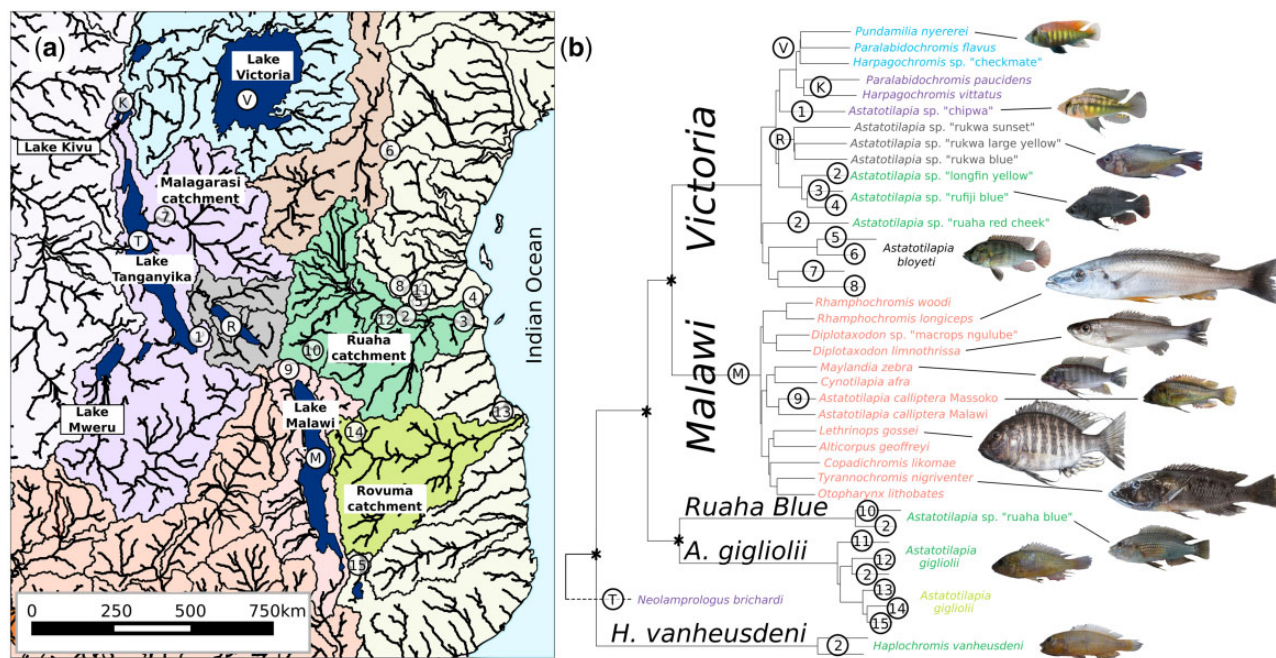 (a)
Lake
Victoria
V
K
6
Lake Kivu
Malagarasi
catchment
7
T
Lake
Tanganyika
8
11
5
4
12
2
3
1
R
Ruaha
catchment
10
9
Lake
Mweru
Lake
Malawi
13
14
M
Rovuma
catchment
15
Indian Ocean
0 250 500 750km
(b)
Victoria
V
Pundamilia nyererei
Paralabidochromis flavus
Harpagochromis sp. "checkmate"
K
Paralabidochromis paucidens
Harpagochromis vittatus
1
Astatotilapia sp. "chipwa"
R
Astatotilapia sp. "rukwa sunset"
Astatotilapia sp. "rukwa large yellow"
Astatotilapia sp. "rukwa blue"
2
Astatotilapia sp. "longfin yellow"
3
Astatotilapia sp. "rufiji blue"
4
2
Astatotilapia sp. "ruaha red cheek"
5
Astatotilapia
bloyeti
6
7
8
Malawi
M
Rhamphochromis woodi
Rhamphochromis longiceps
Diplotaxodon sp. "macrops ngulube"
Diplotaxodon limnothrissa
Maylandia zebra
Cynotilapia afra
9
Astatotilapia calliptera Massoko
Astatotilapia calliptera Malawi
Lethrinops gossei
Alticorpus geoffreyi
Copadichromis likomae
Tyrannochromis nigriventer
Otopharynx lithobates
Ruaha Blue
10
Astatotilapia sp. "ruaha blue"
2
A. gigliolii
11
12
Astatotilapia
gigliolii
2
13
Astatotilapia
gigliolii
14
15
T
Neolamprologus brichardi
H. vanheusdeni
2
Haplochromis vanheusdeni